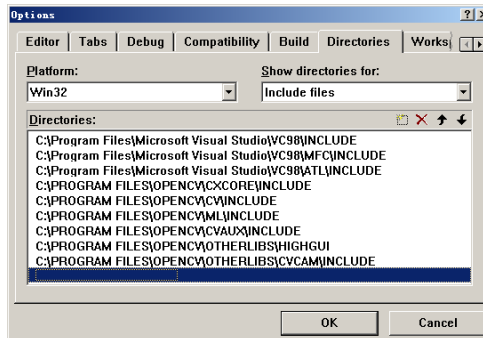 Options
Editor Tabs Debug Compatibility Build Directories Works
Platform: Show directories for:
Win32 Include files
Directories:
C:\Program Files\Microsoft Visual Studio\VC98\INCLUDE
C:\Program Files\Microsoft Visual Studio\VC98\MFC\INCLUDE
C:\Program Files\Microsoft Visual Studio\VC98\ATL\INCLUDE
C:\PROGRAM FILES\OPENCV\CXCORE\INCLUDE
C:\PROGRAM FILES\OPENCV\CV\INCLUDE
C:\PROGRAM FILES\OPENCV\ML\INCLUDE
C:\PROGRAM FILES\OPENCV\CVAUX\INCLUDE
C:\PROGRAM FILES\OPENCV\OTHERLIBS\HIGHGUI
C:\PROGRAM FILES\OPENCV\OTHERLIBS\CVCAM\INCLUDE
OK Cancel